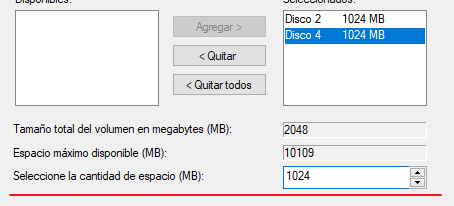 Disponibles:
Seleccionados:
Agregar >
Disco 2 1024 MB
Disco 4 1024 MB
< Quitar
< Quitar todos
Tamaño total del volumen en megabytes (MB):
2048
Espacio máximo disponible (MB):
10109
Seleccione la cantidad de espacio (MB):
1024